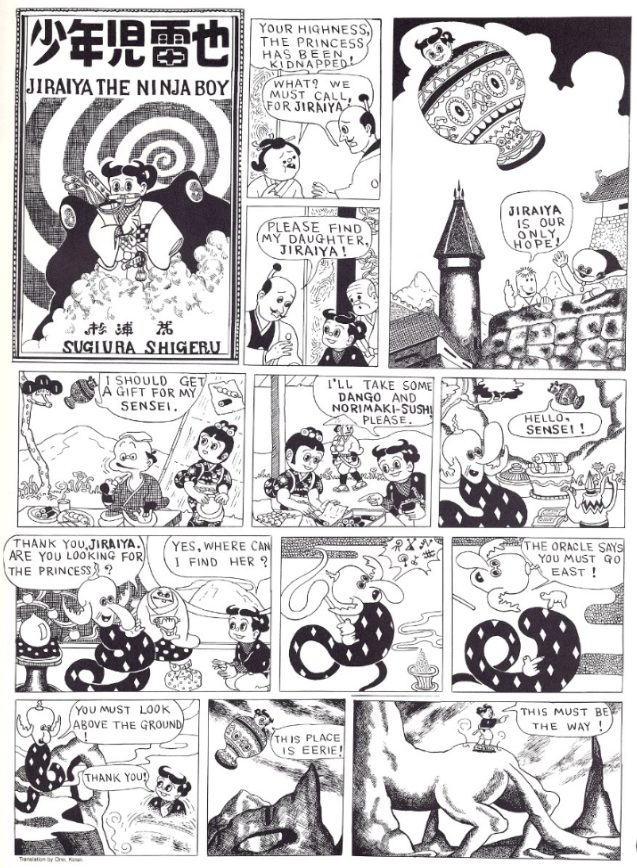 少年児雷也
JIRAIYA THE NINJA BOY
杉浦 茂
SUGIURA SHIGERU
YOUR HIGHNESS,
THE PRINCESS
HAS BEEN
KIDNAPPED!
WHAT? WE
MUST CALL
FOR JIRAIYA!
PLEASE FIND
MY DAUGHTER,
JIRAIYA!
JIRAIYA
IS OUR
ONLY
HOPE!
I SHOULD GET
A GIFT FOR MY
SENSEI.
I'LL TAKE SOME
DANGO AND
NORIMAKI-SUSHI
PLEASE.
HELLO,
SENSEI!
THANK YOU, JIRAIYA.
ARE YOU LOOKING FOR
THE PRINCESS?
YES, WHERE CAN
I FIND HER?
THE ORACLE SAYS
YOU MUST GO
EAST!
YOU MUST LOOK
ABOVE THE GROUND
!
THANK YOU!
THIS PLACE
IS EERIE!
THIS MUST BE
THE WAY!
Translation by Ono, Kosei